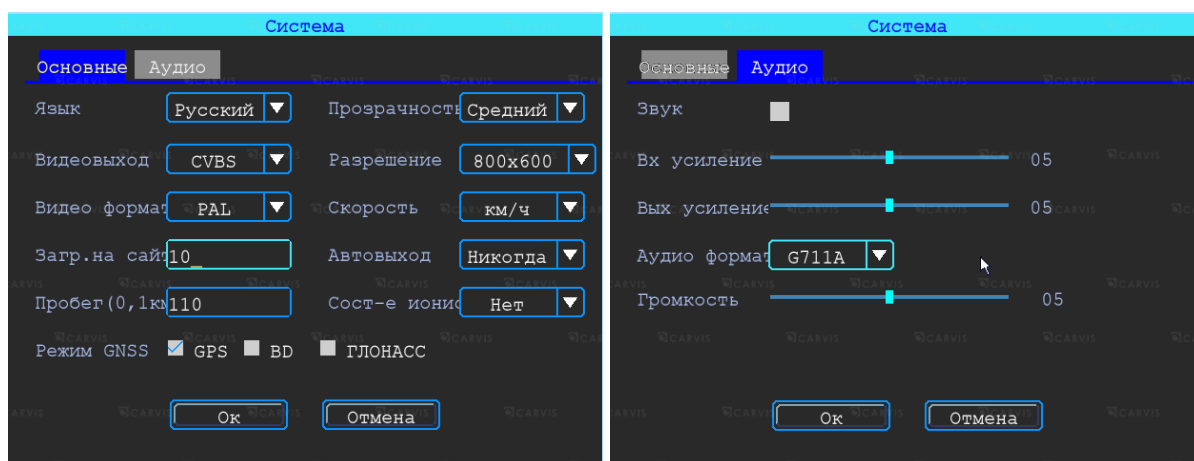 Система
Основные Аудио
Язык Русский Прозрачность Средний
Видеовыход CVBS Разрешение 800x600
Видео формат PAL Скорость км/ч
Загр.на сайт 10_ Автовыход Никогда
Пробег(0,1км 110 Сост-е иониc Нет
Режим GNSS GPS BD ГЛОНАСС
Ок Отмена
Система
Основные Аудио
Звук
Вх усиление 05
Вых усиление 05
Аудио формат G711A
Громкость 05
Ок Отмена
CARVIS